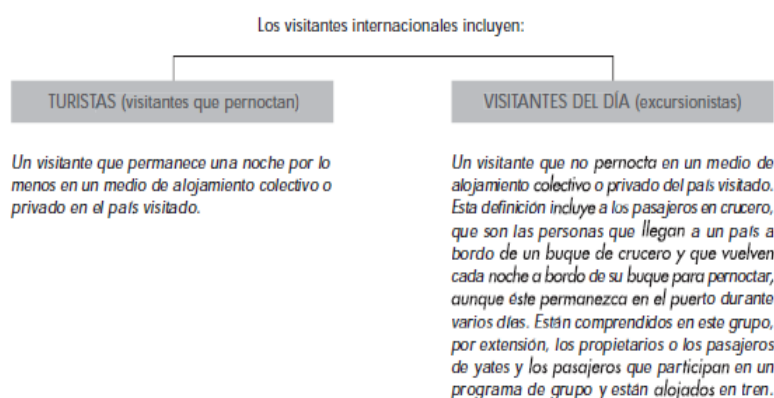 Los visitantes internacionales incluyen:
TURISTAS (visitantes que pernoctan)
Un visitante que permanece una noche por lo
menos en un medio de alojamiento colectivo o
privado en el país visitado.
VISITANTES DEL DÍA (excursionistas)
Un visitante que no pernocta en un medio de
alojamiento colectivo o privado del país visitado.
Esta definición incluye a los pasajeros en crucero,
que son las personas que llegan a un país a
bordo de un buque de crucero y que vuelven
cada noche a bordo de su buque para pernoctar,
aunque éste permanezca en el puerto durante
varios días. Están comprendidos en este grupo,
por extensión, los propietarios o los pasajeros
de yates y los pasajeros que participan en un
programa de grupo y están alojados en tren.